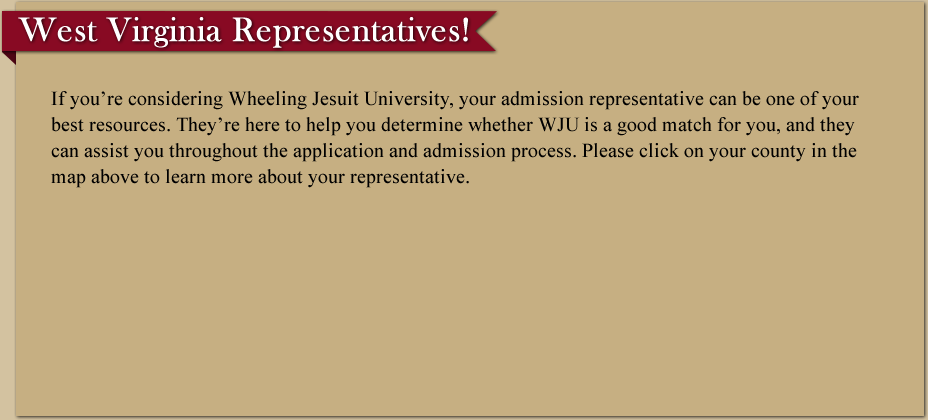 West Virginia Representatives!
If you’re considering Wheeling Jesuit University, your admission representative can be one of your
best resources. They’re here to help you determine whether WJU is a good match for you, and they
can assist you throughout the application and admission process. Please click on your county in the
map above to learn more about your representative.